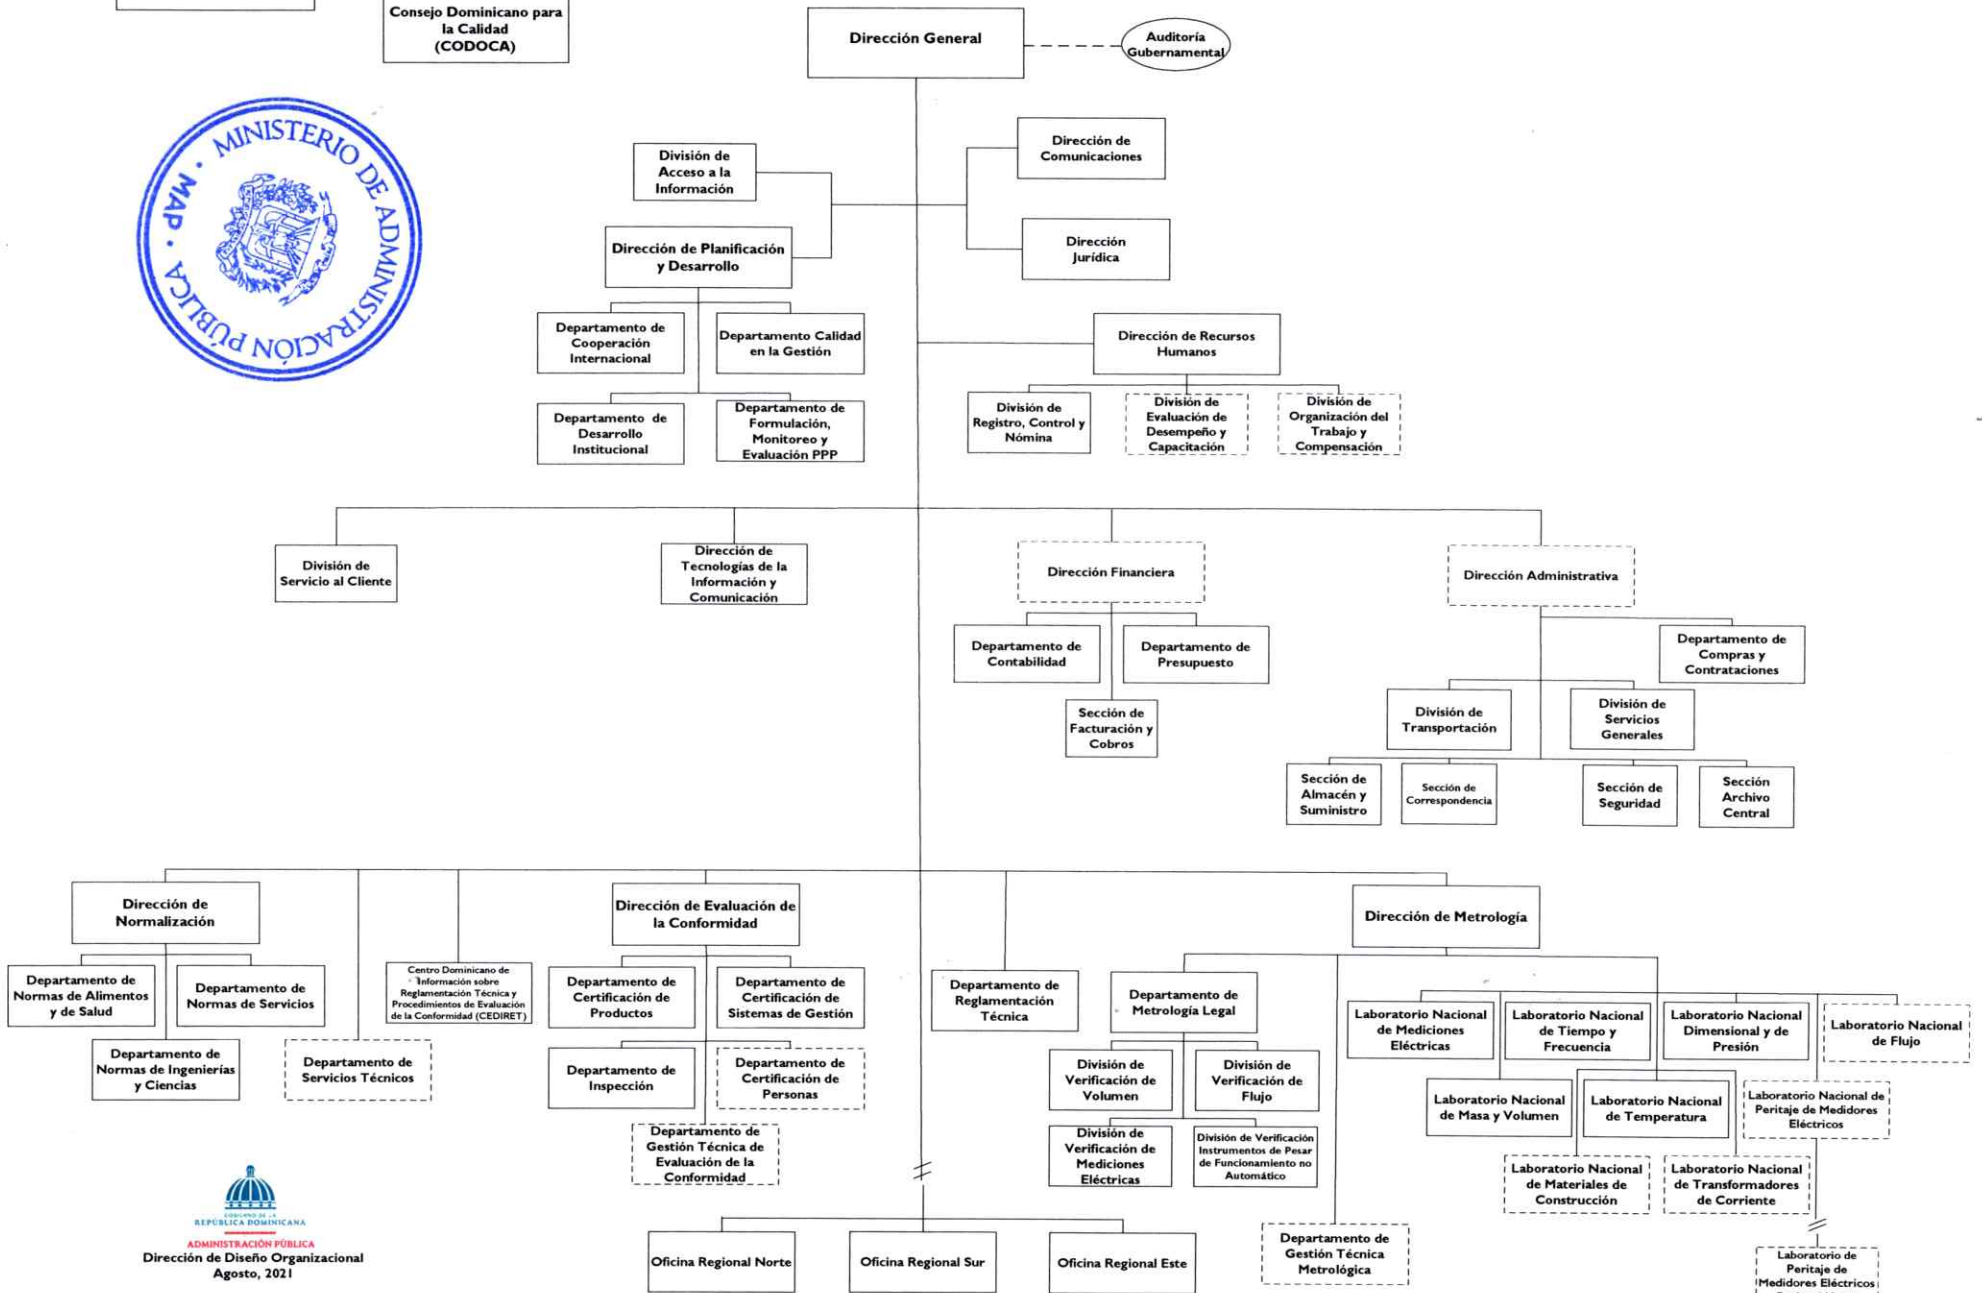 Consejo Dominicano para
la Calidad
(CODOCA)
Dirección General
Auditoría
Gubernamental
MINISTERIO DE ADMINISTRACIÓN PÚBLICA
· MAP ·
División de
Acceso a la
Información
Dirección de
Comunicaciones
Dirección de Planificación
y Desarrollo
Dirección
Jurídica
Departamento de
Cooperación
Internacional
Departamento Calidad
en la Gestión
Dirección de Recursos
Humanos
Departamento de
Desarrollo
Institucional
Departamento de
Formulación,
Monitoreo y
Evaluación PPP
División de
Registro, Control y
Nómina
División de
Evaluación de
Desempeño y
Capacitación
División de
Organización del
Trabajo y
Compensación
División de
Servicio al Cliente
Dirección de
Tecnologías de la
Información y
Comunicación
Dirección Financiera
Dirección Administrativa
Departamento de
Contabilidad
Departamento de
Presupuesto
Departamento de
Compras y
Contrataciones
Sección de
Facturación y
Cobros
División de
Transportación
División de
Servicios
Generales
Sección de
Almacén y
Suministro
Sección de
Correspondencia
Sección de
Seguridad
Sección
Archivo
Central
Dirección de
Normalización
Dirección de Evaluación de
la Conformidad
Dirección de Metrología
Departamento de
Normas de Alimentos
y de Salud
Departamento de
Normas de Servicios
Centro Dominicano de
Información sobre
Reglamentación Técnica y
Procedimientos de Evaluación
de la Conformidad (CEDIRET)
Departamento de
Certificación de
Productos
Departamento de
Certificación de
Sistemas de Gestión
Departamento de
Reglamentación
Técnica
Departamento de
Metrología Legal
Laboratorio Nacional
de Mediciones
Eléctricas
Laboratorio Nacional
de Tiempo y
Frecuencia
Laboratorio Nacional
Dimensional y de
Presión
Laboratorio Nacional
de Flujo
Departamento de
Normas de Ingenierías
y Ciencias
Departamento de
Servicios Técnicos
Departamento de
Inspección
Departamento de
Certificación de
Personas
División de
Verificación de
Volumen
División de
Verificación de
Flujo
Laboratorio Nacional
de Masa y Volumen
Laboratorio Nacional
de Temperatura
Laboratorio Nacional de
Peritaje de Medidores
Eléctricos
Departamento de
Gestión Técnica de
Evaluación de la
Conformidad
División de
Verificación de
Mediciones
Eléctricas
División de Verificación
Instrumentos de Pesar
de Funcionamiento no
Automático
Laboratorio Nacional
de Materiales de
Construcción
Laboratorio Nacional
de Transformadores
de Corriente
GOBIERNO DE LA
REPÚBLICA DOMINICANA
ADMINISTRACIÓN PÚBLICA
Dirección de Diseño Organizacional
Agosto, 2021
Oficina Regional Norte
Oficina Regional Sur
Oficina Regional Este
Departamento de
Gestión Técnica
Metrológica
Laboratorio de
Peritaje de
Medidores Eléctricos